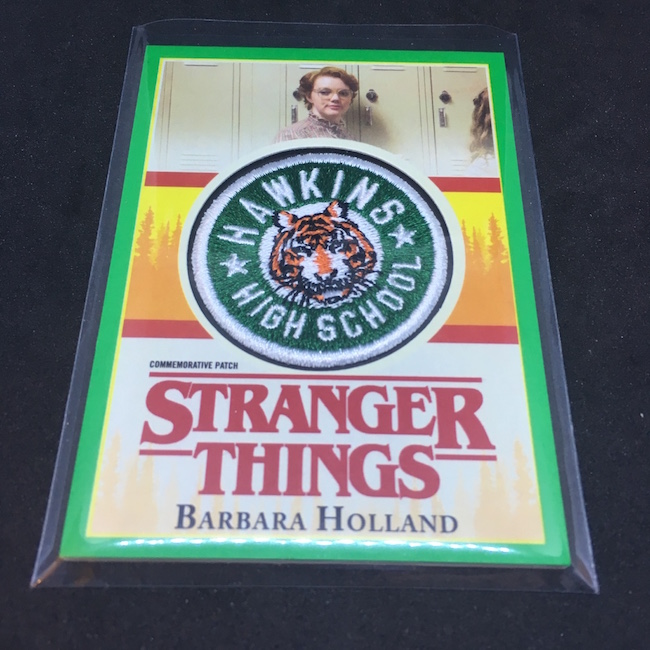 HAWKINS
HIGH SCHOOL
COMMEMORATIVE PATCH
STRANGER
THINGS
BARBARA HOLLAND